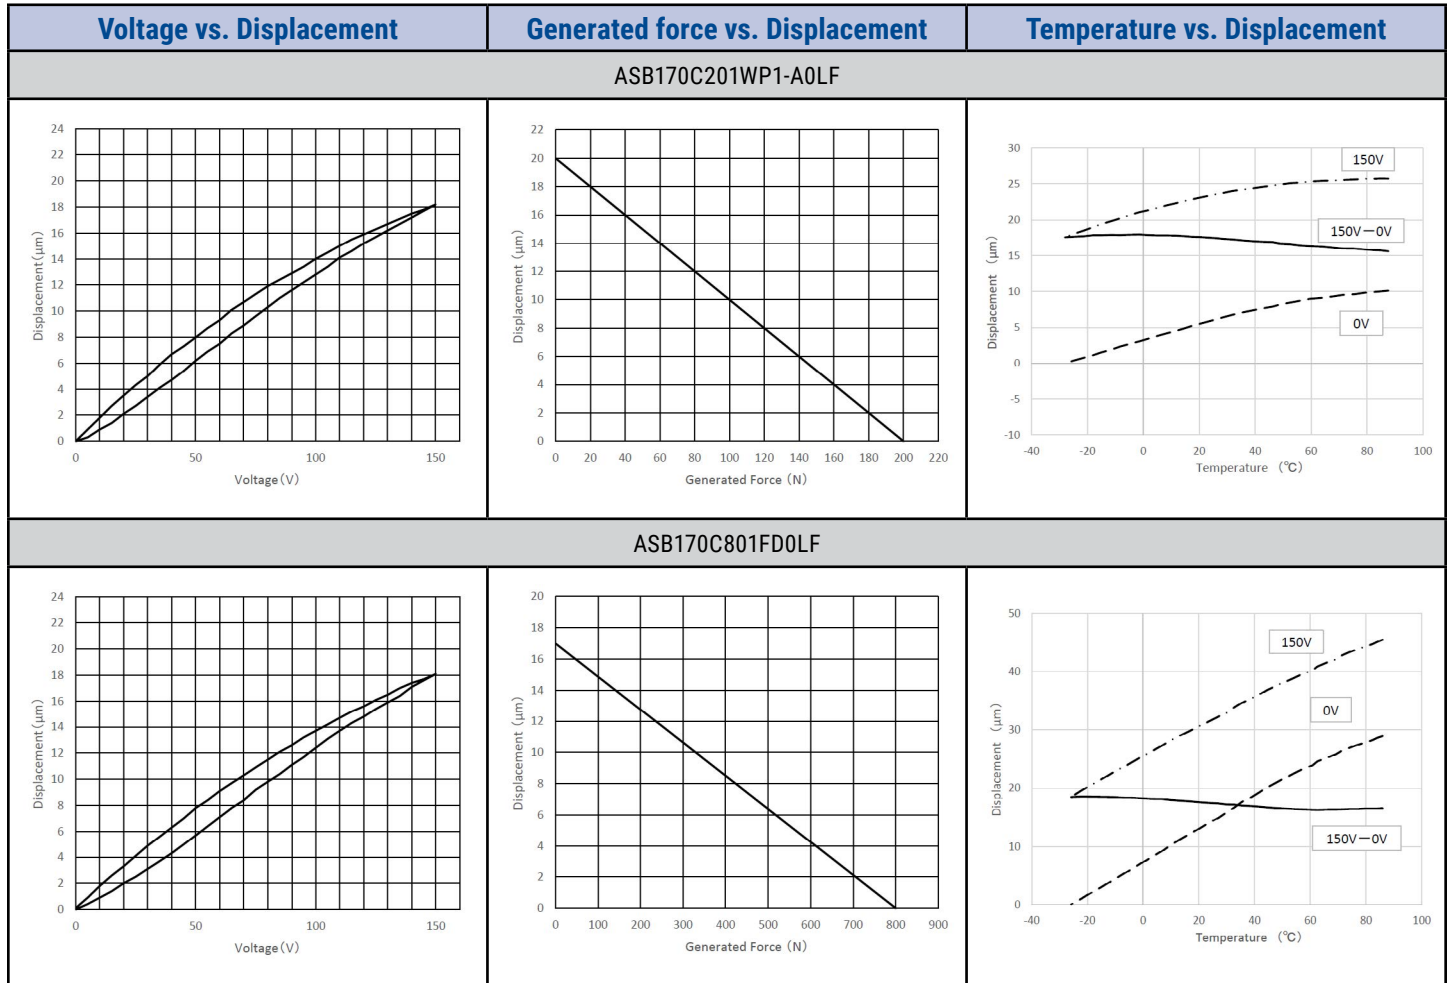 Voltage vs. Displacement
Generated force vs. Displacement
Temperature vs. Displacement
ASB170C201WP1-A0LF
24
22
20
18
16
14
12
10
8
6
4
2
0
Displacement(μm)
0 50 100 150
Voltage(V)
22
20
18
16
14
12
10
8
6
4
2
0
Displacement (μm)
0 20 40 60 80 100 120 140 160 180 200 220
Generated Force (N)
30
25
20
15
10
5
0
-5
-10
Displacement (μm)
150V
150V－0V
0V
-40 -20 0 20 40 60 80 100
Temperature (℃)
ASB170C801FD0LF
24
22
20
18
16
14
12
10
8
6
4
2
0
Displacement(μm)
0 50 100 150
Voltage(V)
20
18
16
14
12
10
8
6
4
2
0
Displacement (μm)
0 100 200 300 400 500 600 700 800 900
Generated Force (N)
50
40
30
20
10
0
Displacement (μm)
150V
0V
150V－0V
-40 -20 0 20 40 60 80 100
Temperature (℃)